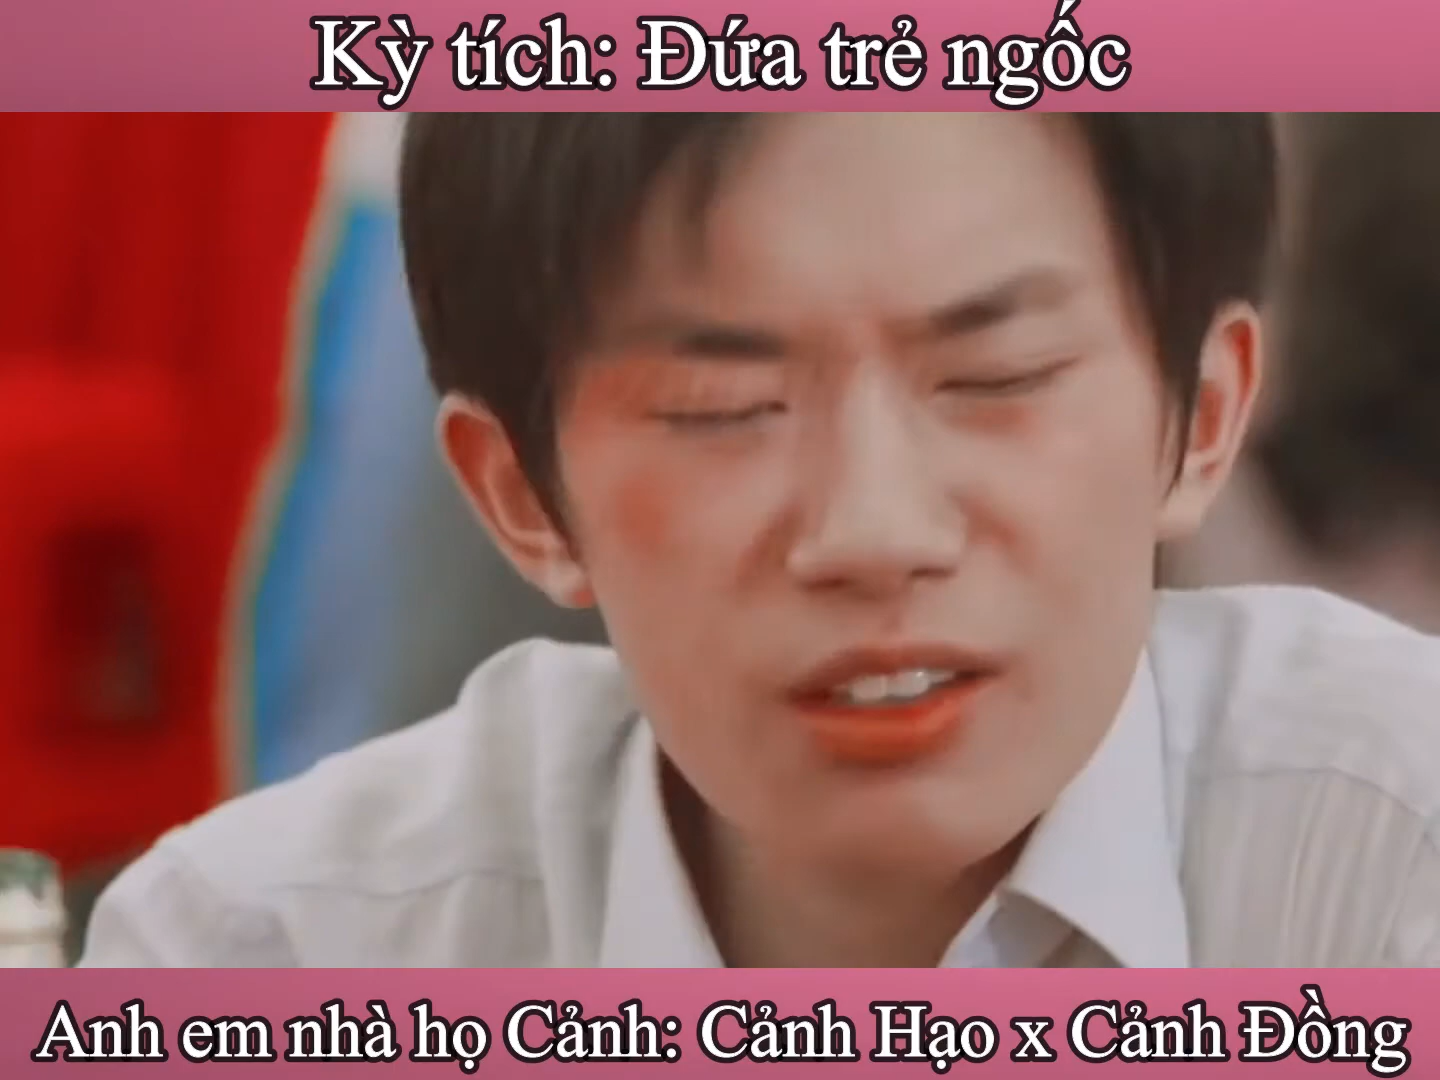 Kỳ tích: Đứa trẻ ngốc
Anh em nhà họ Cảnh: Cảnh Hạo x Cảnh Đồng